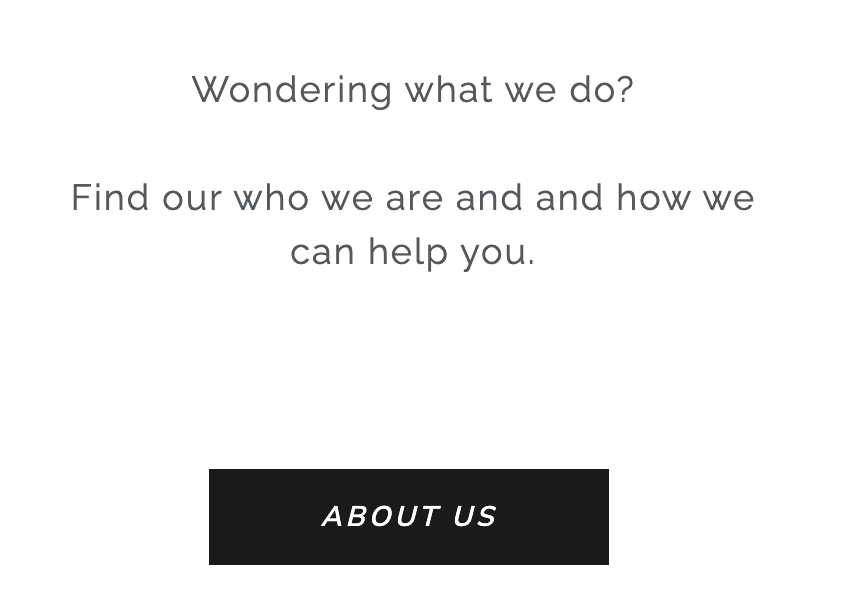 Wondering what we do?
Find our who we are and and how we
can help you.
ABOUT US